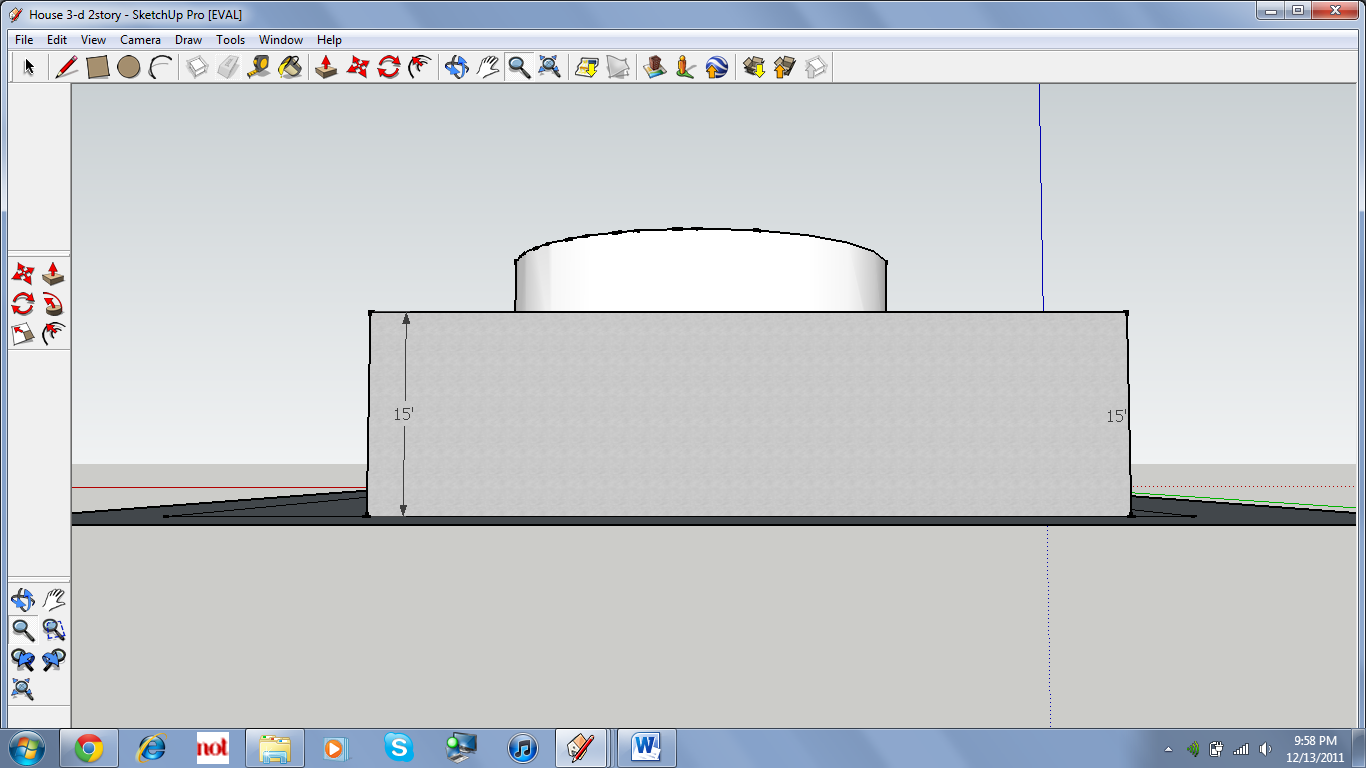 House 3-d 2story - SketchUp Pro [EVAL]
File Edit View Camera Draw Tools Window Help
15'
15'
not
W
9:58 PM
12/13/2011